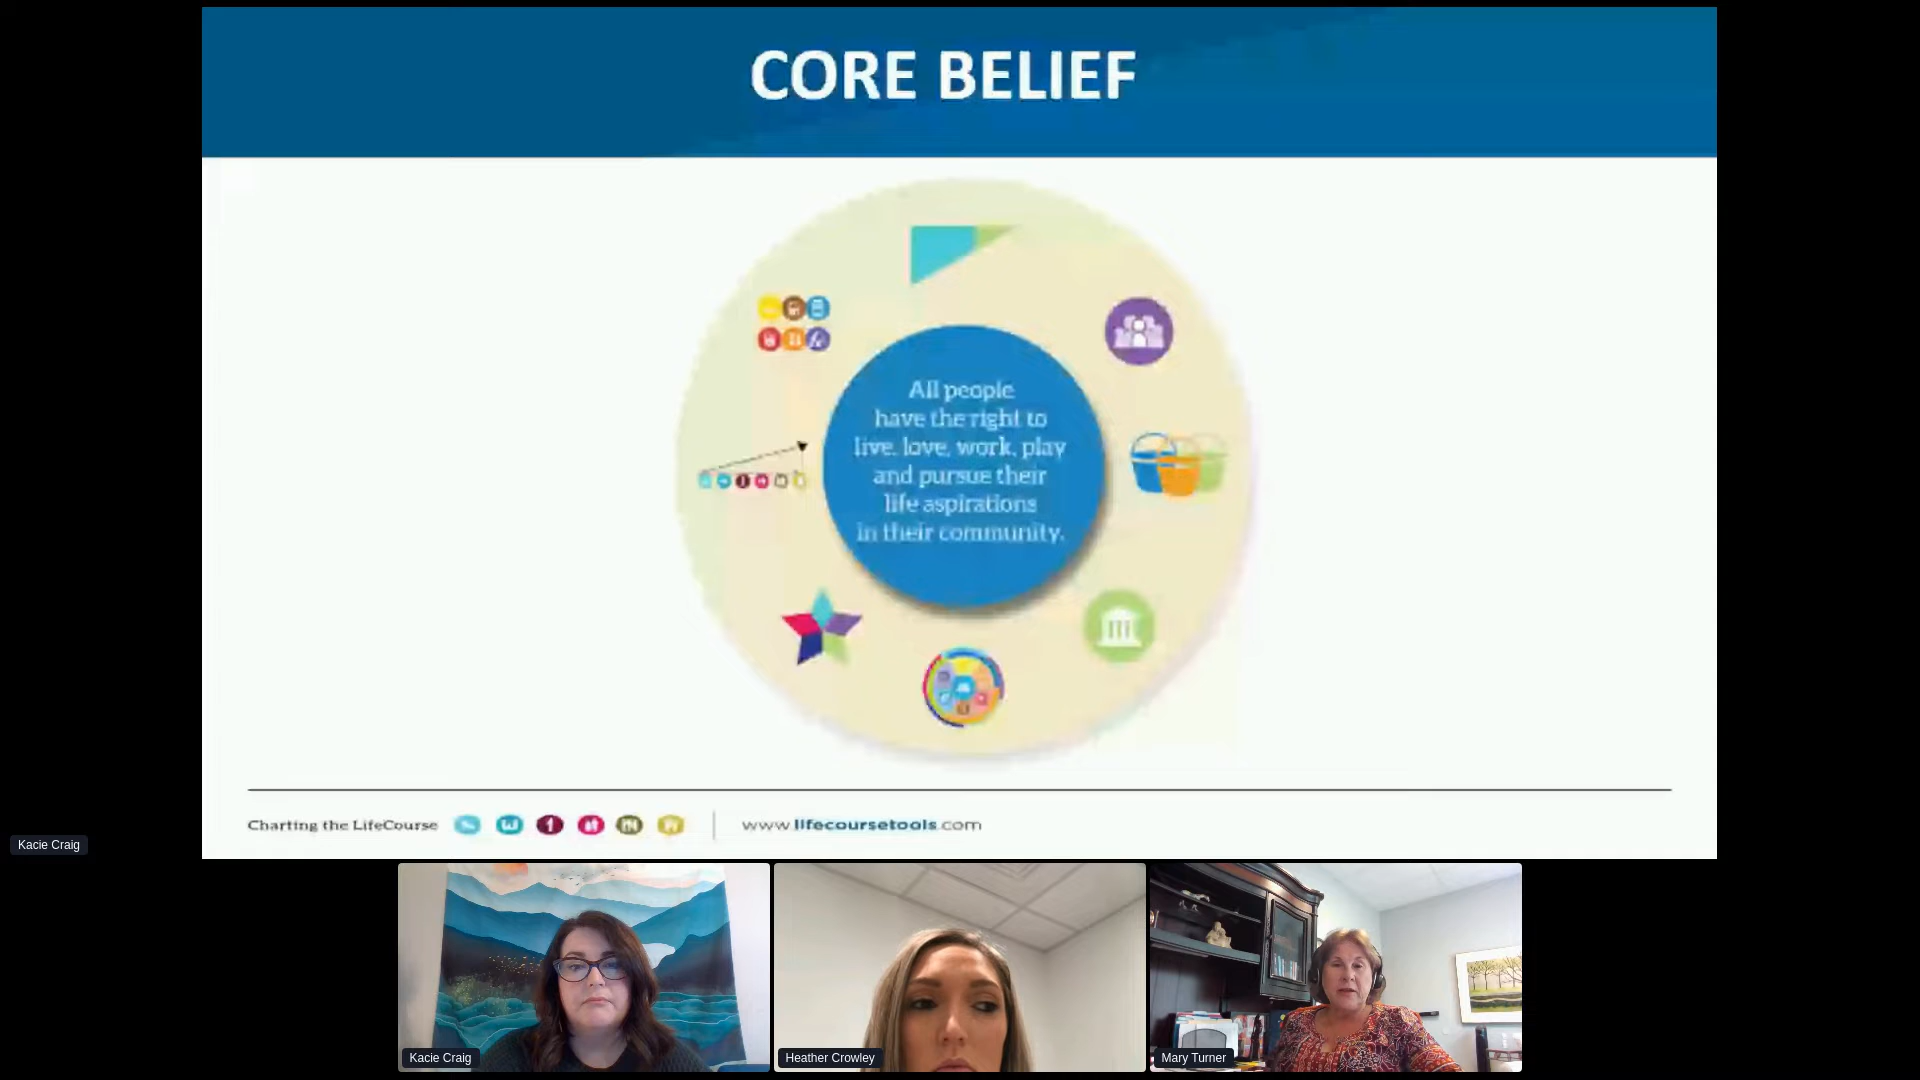 CORE BELIEF
All people
have the right to
live, love, work, play
and pursue their
life aspirations
in their community.
Charting the LifeCourse
www.lifecoursetools.com
Kacie Craig
Kacie Craig
Heather Crowley
Mary Turner